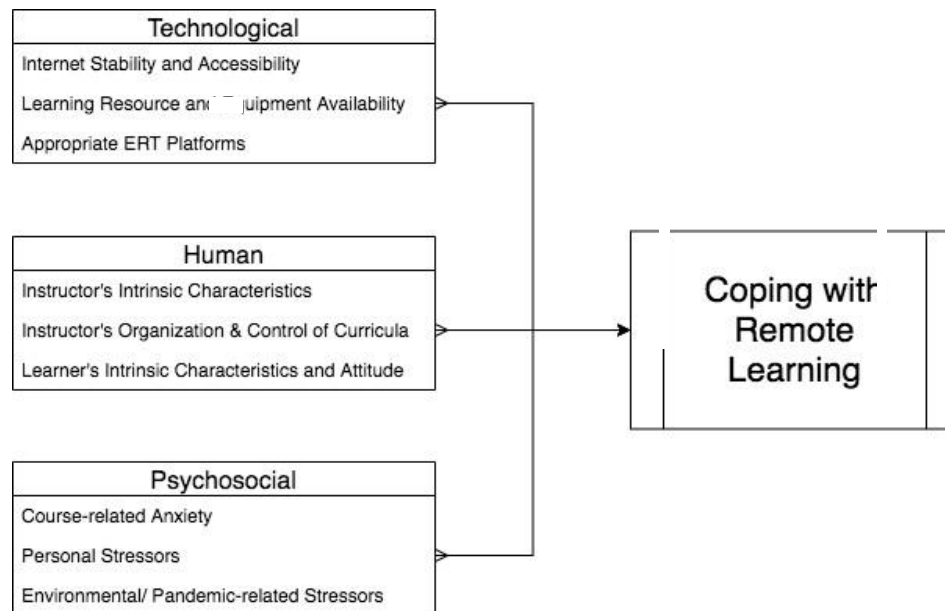 Technological
Internet Stability and Accessibility
Learning Resource and Equipment Availability
Appropriate ERT Platforms
Human
Instructor's Intrinsic Characteristics
Instructor's Organization & Control of Curricula
Learner's Intrinsic Characteristics and Attitude
Coping with
Remote
Learning
Psychosocial
Course-related Anxiety
Personal Stressors
Environmental/ Pandemic-related Stressors